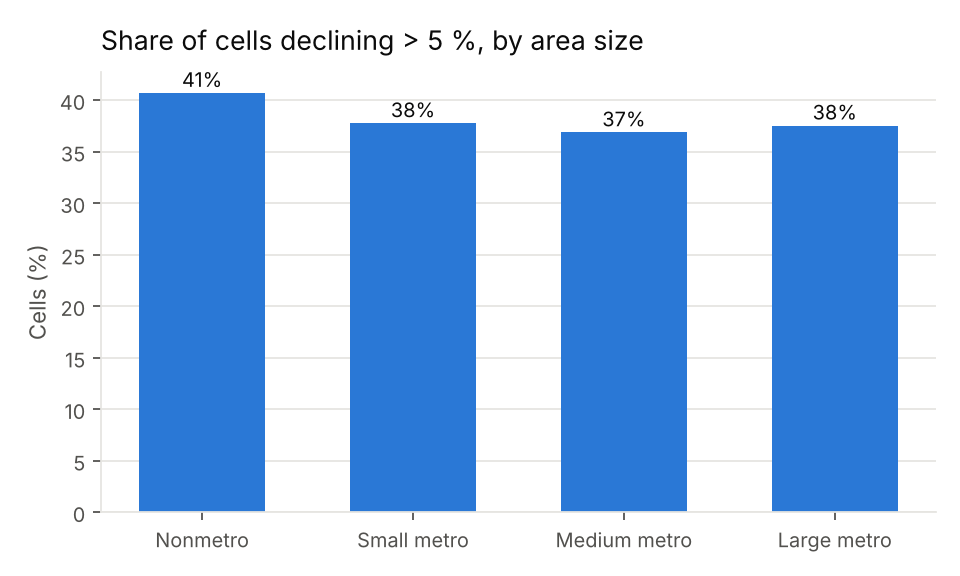 Share of cells declining > 5 %, by area size
41%
38%
37%
38%
Cells (%)
40
35
30
25
20
15
10
5
0
Nonmetro
Small metro
Medium metro
Large metro